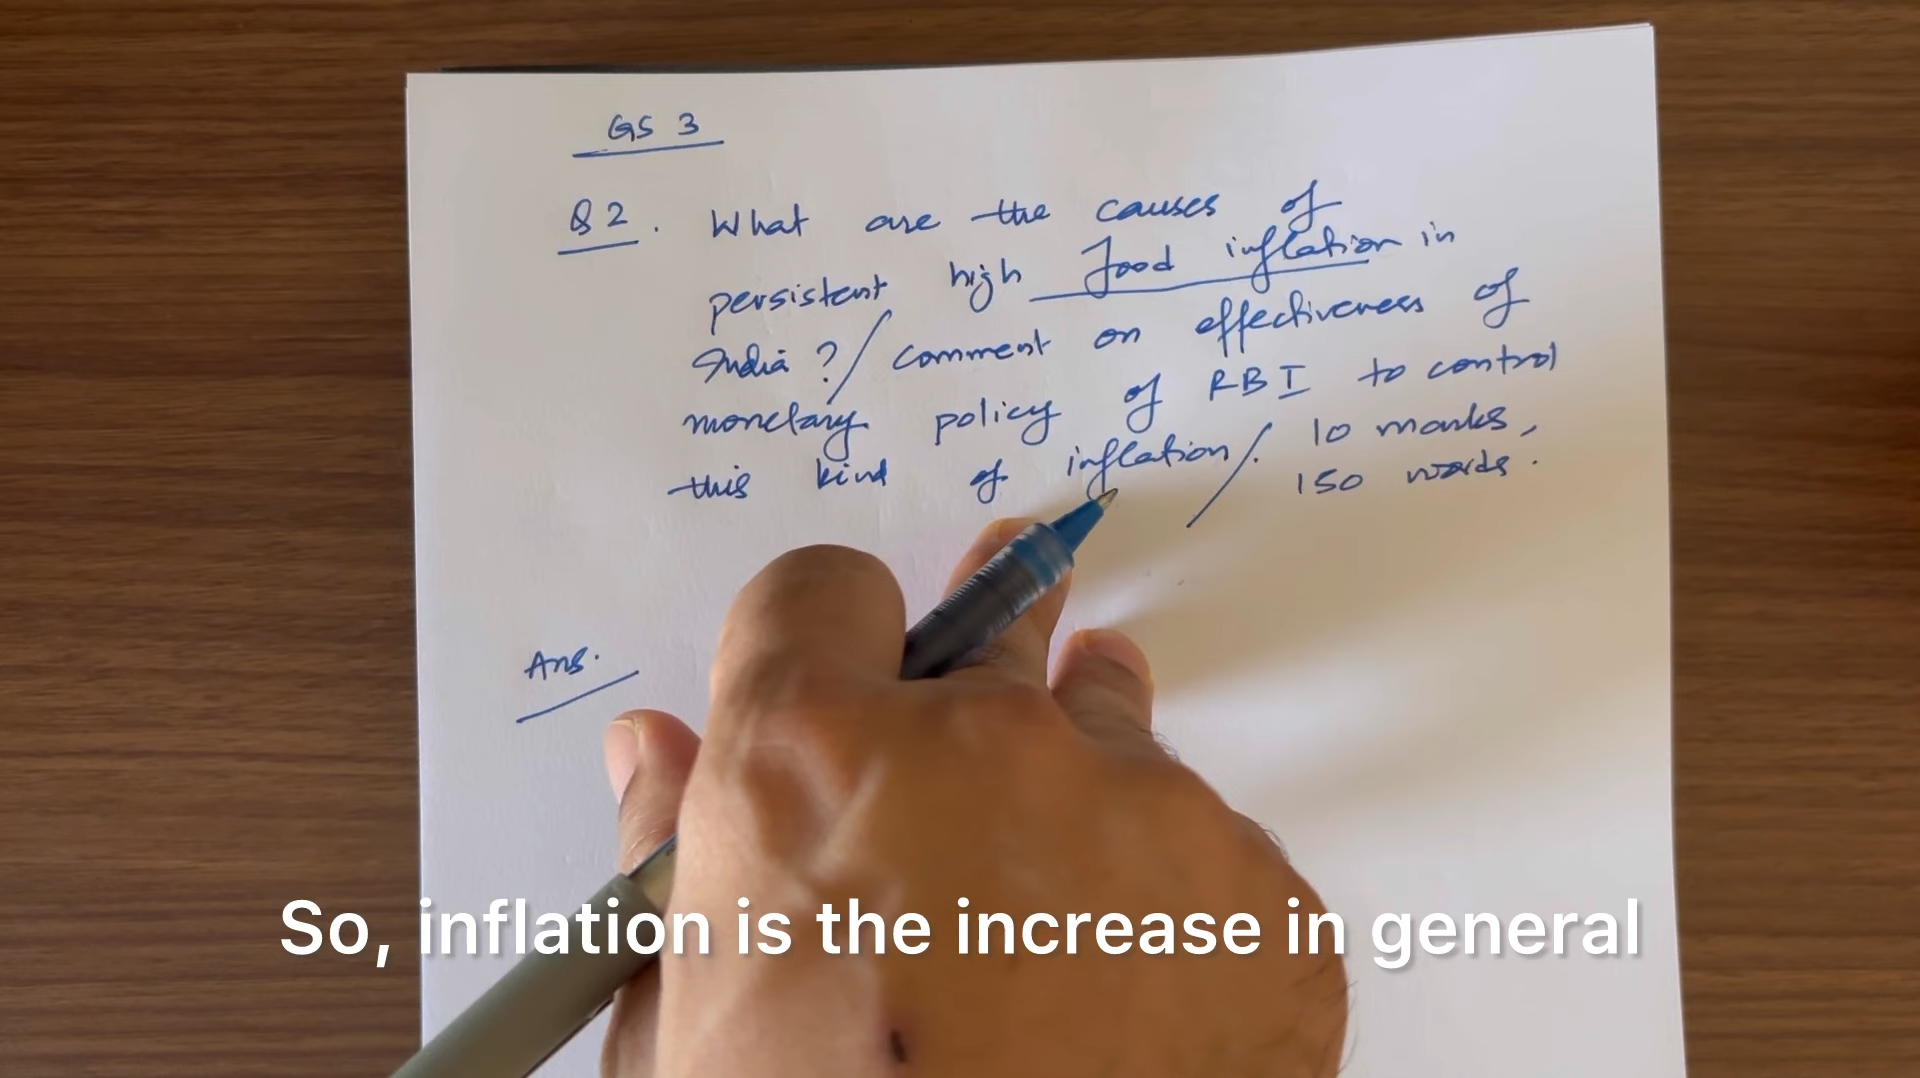 GS 3
Q2. What are the causes of
persistent high food inflation in
India? / Comment on effectiveness of
monetary policy of RBI to control
this kind of inflation/. 10 marks,
150 words.
Ans.
So, inflation is the increase in general